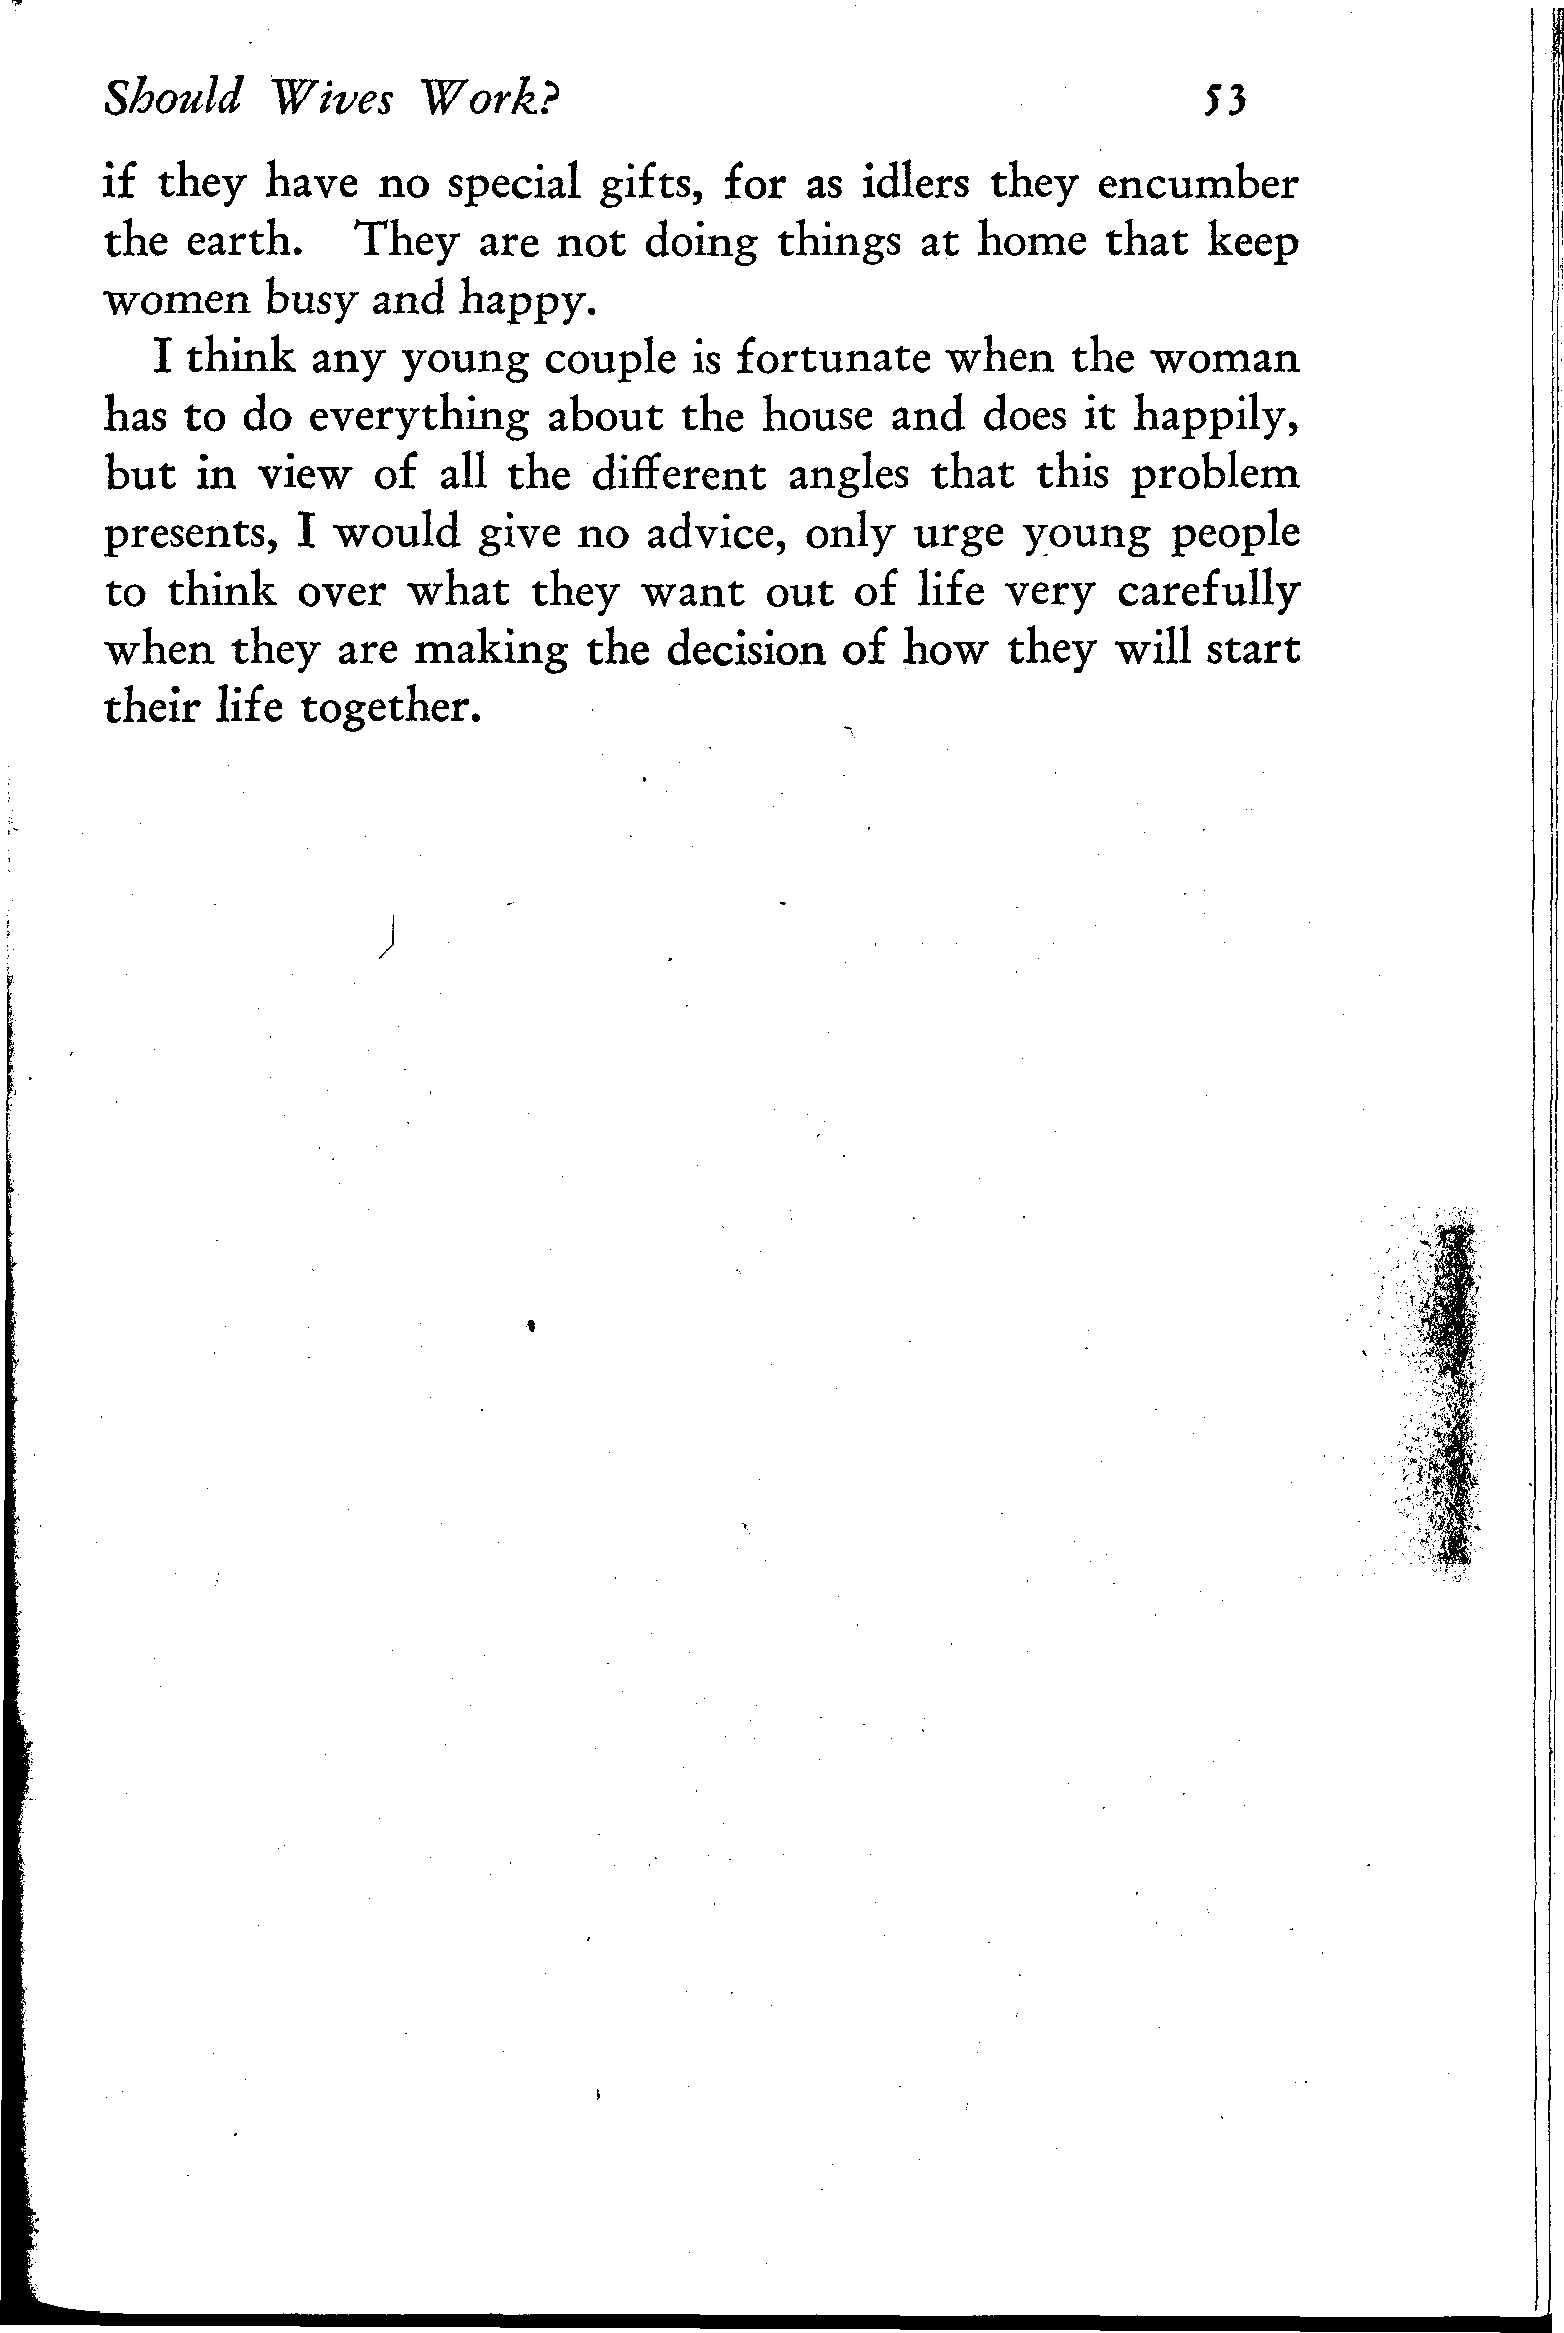 Should Wives Work? 53
if they have no special gifts, for as idlers they encumber
the earth. They are not doing things at home that keep
women busy and happy.
I think any young couple is fortunate when the woman
has to do everything about the house and does it happily,
but in view of all the different angles that this problem
presents, I would give no advice, only urge young people
to think over what they want out of life very carefully
when they are making the decision of how they will start
their life together.